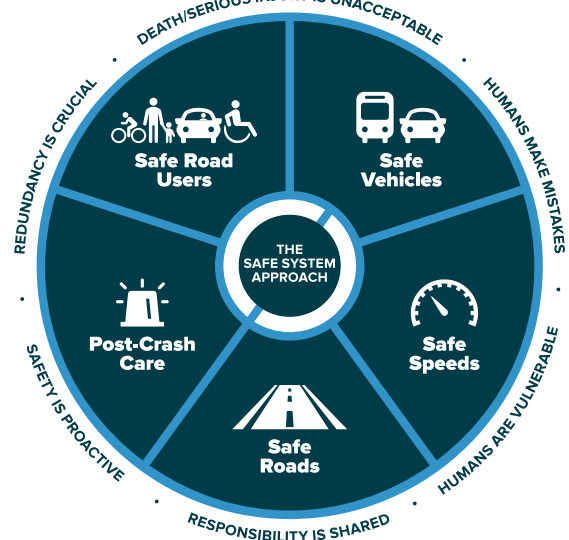 DEATH/SERIOUS INJURY IS UNACCEPTABLE
HUMANS MAKE MISTAKES
HUMANS ARE VULNERABLE
RESPONSIBILITY IS SHARED
SAFETY IS PROACTIVE
REDUNDANCY IS CRUCIAL
Safe Road
Users
Safe
Vehicles
Safe
Speeds
Safe
Roads
Post-Crash
Care
THE
SAFE SYSTEM
APPROACH